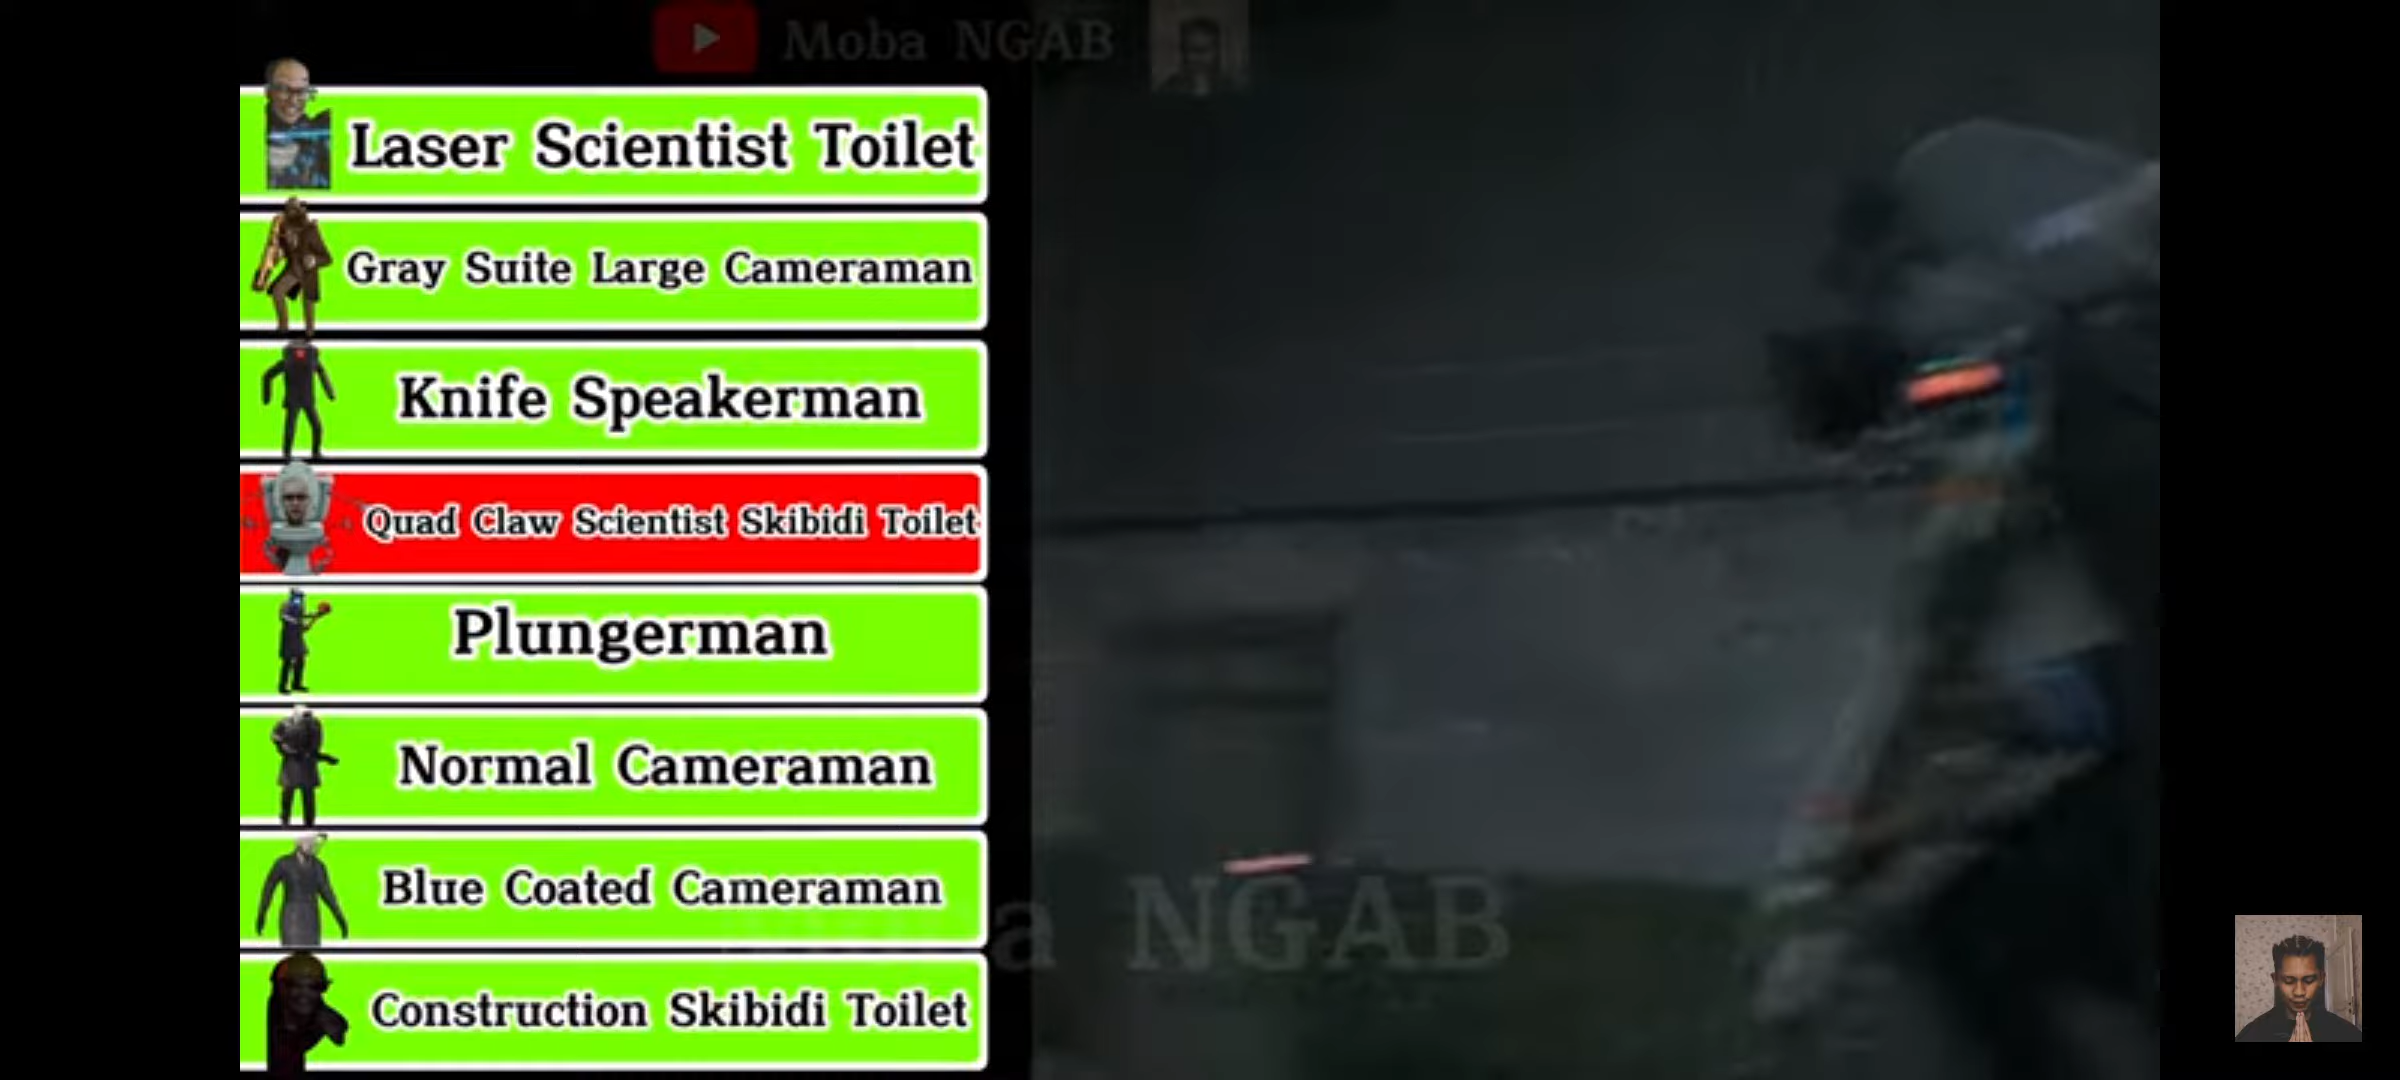 Moba NGAB
Laser Scientist Toilet
Gray Suite Large Cameraman
Knife Speakerman
Quad Claw Scientist Skibidi Toilet
Plungerman
Normal Cameraman
Blue Coated Cameraman
a NGAB
Construction Skibidi Toilet